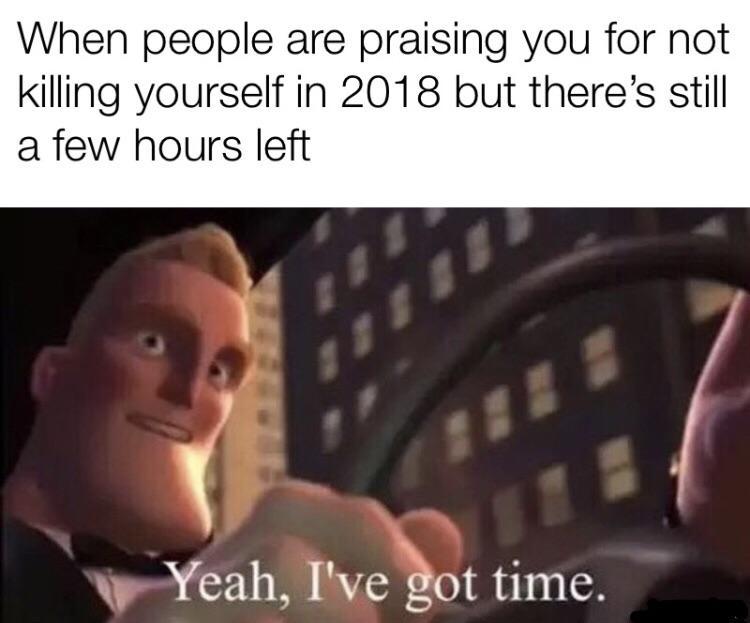 When people are praising you for not
killing yourself in 2018 but there’s still
a few hours left
Yeah, I've got time.